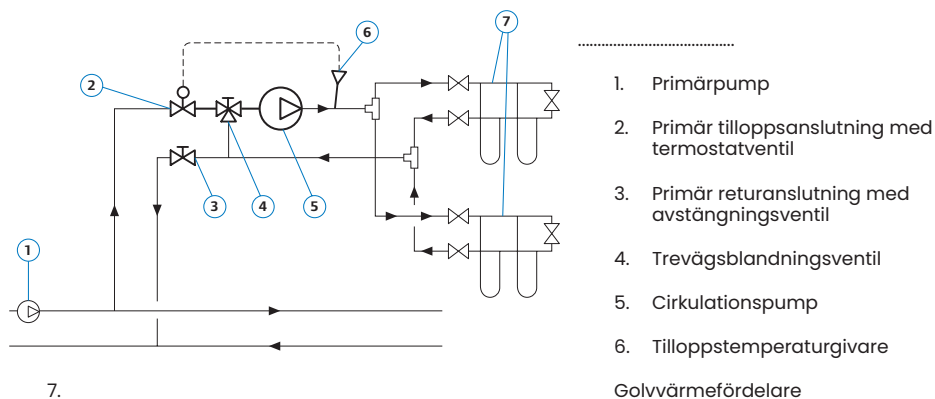 7
6
2
1. Primärpump
2. Primär tilloppsanslutning med
termostatventil
3. Primär returanslutning med
avstängningsventil
3
4
5
4. Trevägsblandningsventil
1
5. Cirkulationspump
6. Tilloppstemperaturgivare
7. Golvvärmefördelare